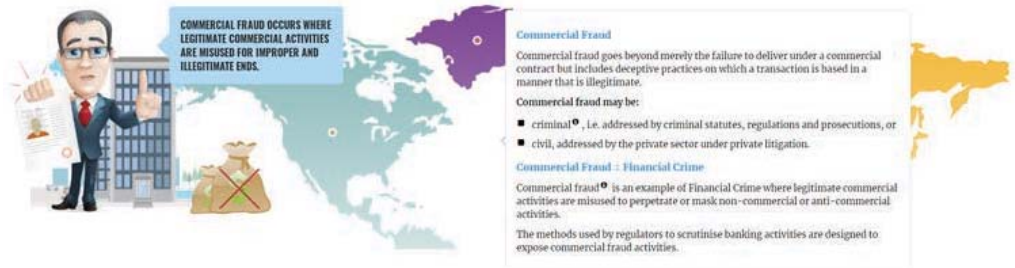 COMMERCIAL FRAUD OCCURS WHERE
LEGITIMATE COMMERCIAL ACTIVITIES
ARE MISUSED FOR IMPROPER AND
ILLEGITIMATE ENDS.
Commercial Fraud
Commercial fraud goes beyond merely the failure to deliver under a commercial
contract but includes deceptive practices on which a transaction is based in a
manner that is illegitimate.
Commercial fraud may be:
■ criminal , i.e. addressed by criminal statutes, regulations and prosecutions, or
■ civil, addressed by the private sector under private litigation.
Commercial Fraud : Financial Crime
Commercial fraud is an example of Financial Crime where legitimate commercial
activities are misused to perpetrate or mask non-commercial or anti-commercial
activities.
The methods used by regulators to scrutinise banking activities are designed to
expose commercial fraud activities.